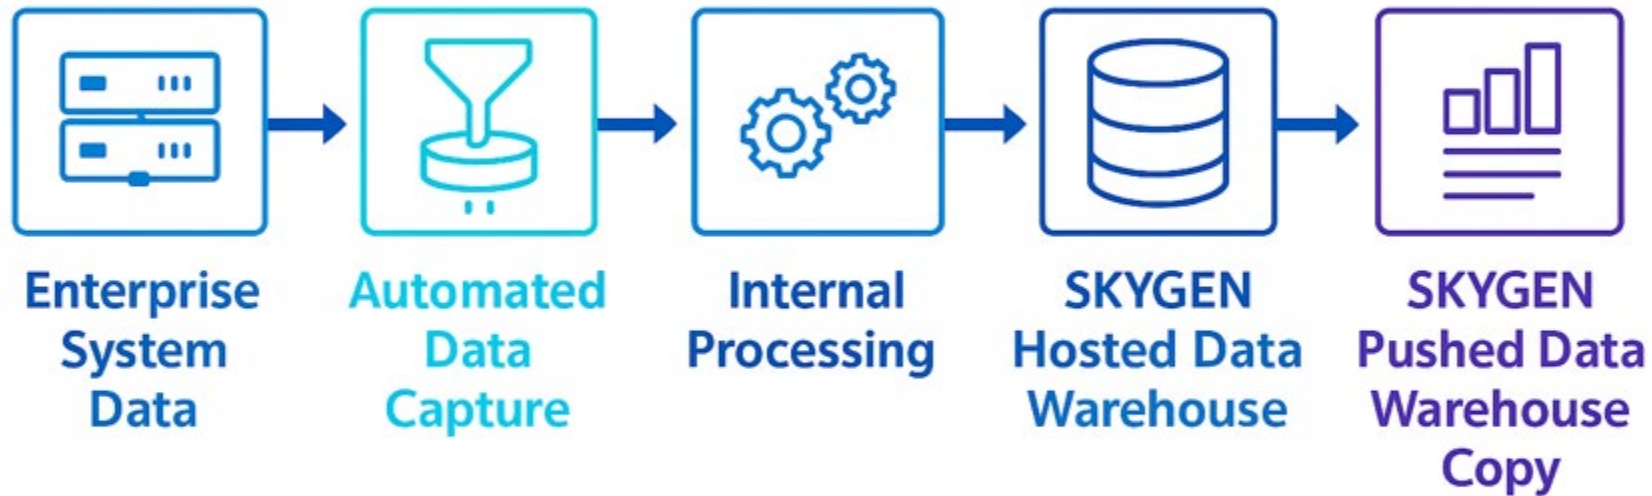 Enterprise
System
Data
Automated
Data
Capture
Internal
Processing
SKYGEN
Hosted Data
Warehouse
SKYGEN
Pushed Data
Warehouse
Copy